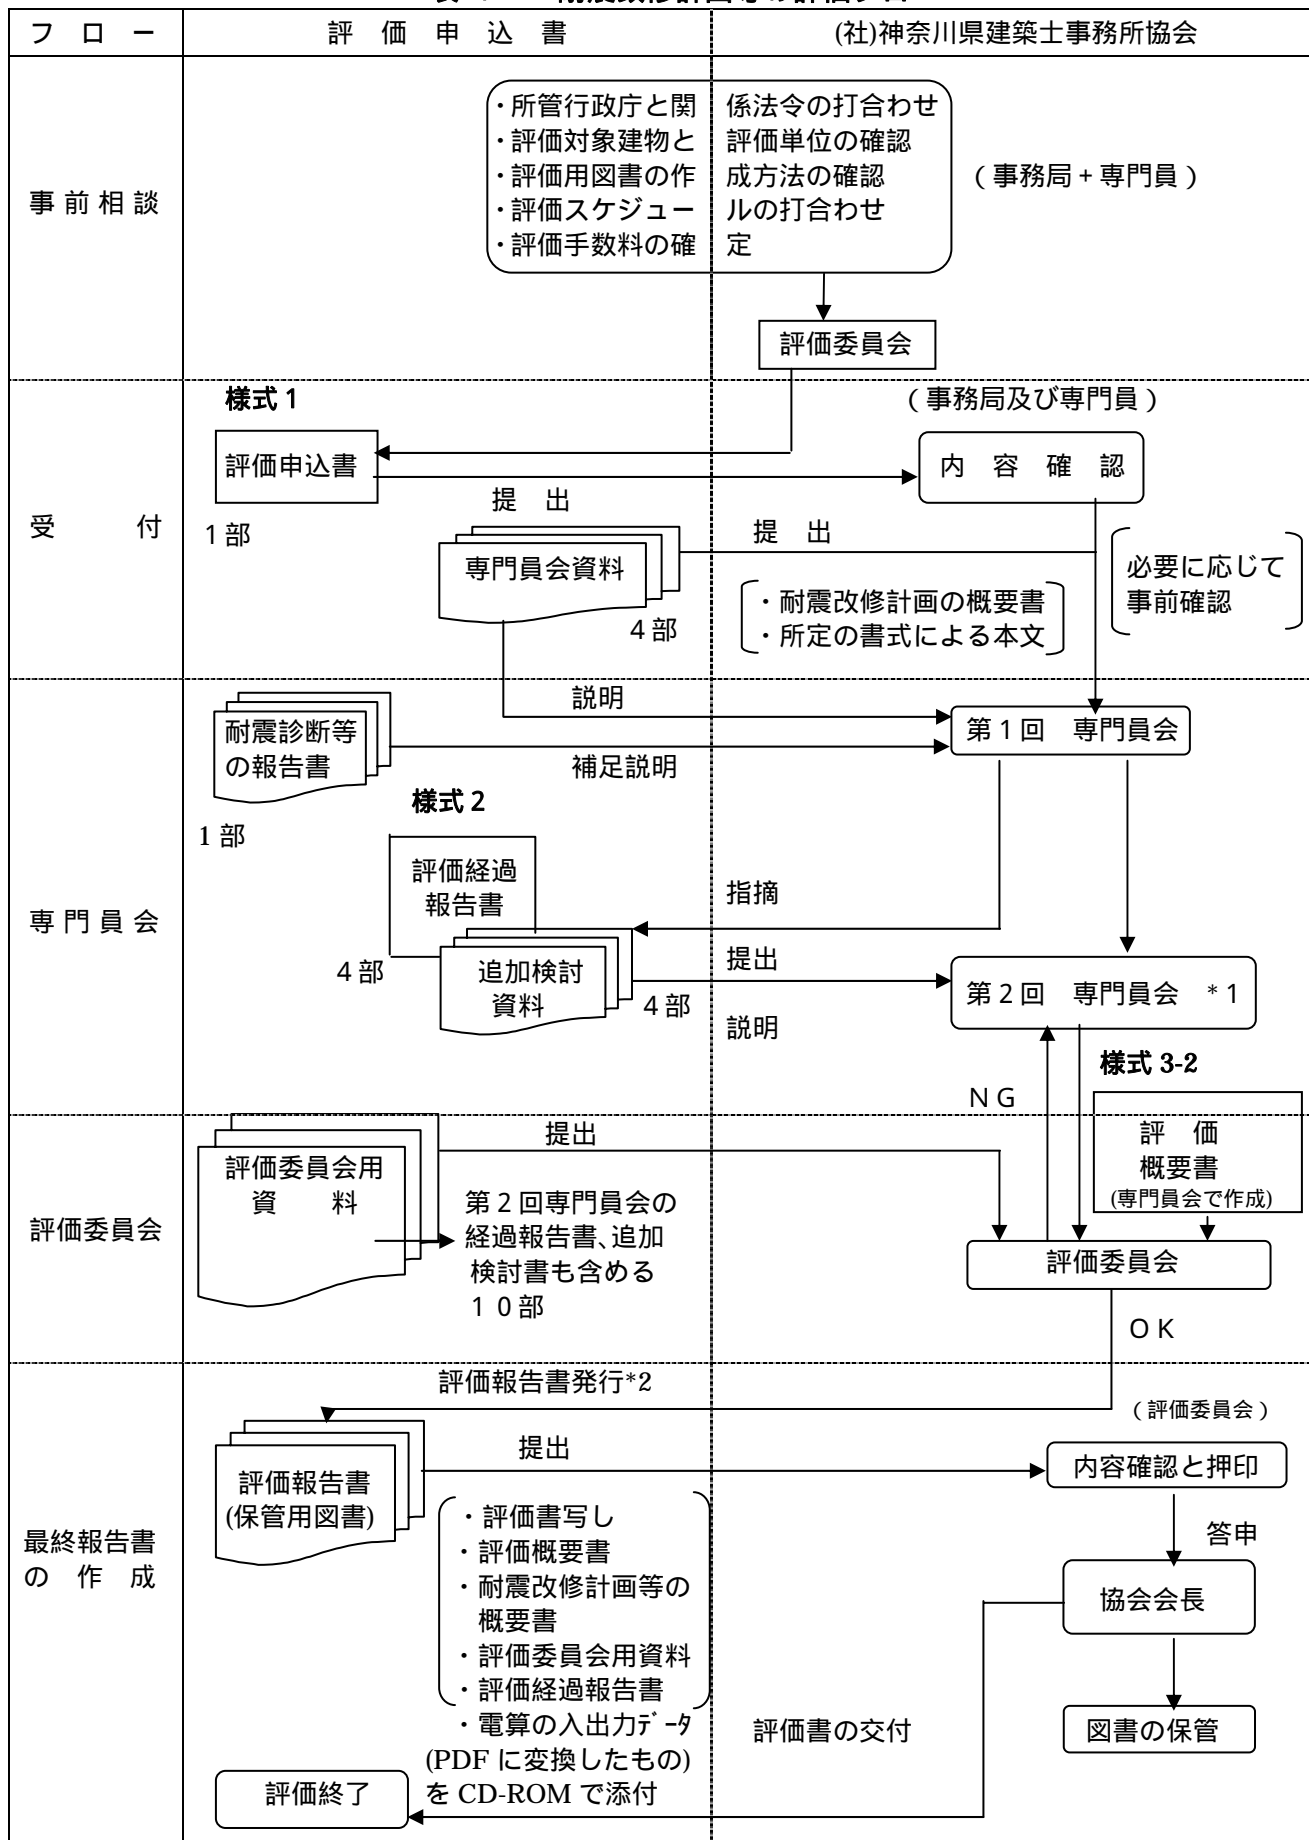 フロー 評価申込書 (社)神奈川県建築士事務所協会
事前相談
・所管行政庁と関係法令の打合わせ
・評価対象建物と評価単位の確認
・評価用図書の作成方法の確認
・評価スケジュールの打合わせ
・評価手数料の確定
(事務局+専門員)
評価委員会
受付
様式1
(事務局及び専門員)
評価申込書
内容確認
提出
1部
提出
専門員会資料
4部
・耐震改修計画の概要書
・所定の書式による本文
必要に応じて
事前確認
専門員会
説明
第1回 専門員会
耐震診断等
の報告書
補足説明
1部
様式2
評価経過
報告書
指摘
4部
追加検討
資料
4部
提出
説明
第2回 専門員会 *1
様式3-2
NG
評価
概要書
(専門員会で作成)
評価委員会
提出
評価委員会用
資料
第2回専門員会の
経過報告書、追加
検討書も含める
10部
評価委員会
OK
最終報告書
の作成
評価報告書発行*2
(評価委員会)
提出
評価報告書
(保管用図書)
内容確認と押印
・評価書写し
・評価概要書
・耐震改修計画等の
概要書
・評価委員会用資料
・評価経過報告書
・電算の入出力データ
(PDFに変換したもの)
をCD-ROMで添付
答申
協会会長
評価書の交付
図書の保管
評価終了